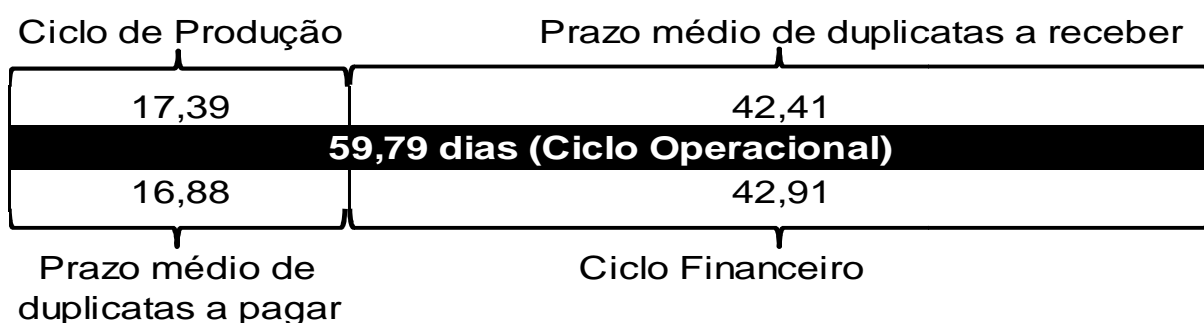 Ciclo de Produção Prazo médio de duplicatas a receber
17,39 42,41
59,79 dias (Ciclo Operacional)
16,88 42,91
Prazo médio de Ciclo Financeiro
duplicatas a pagar